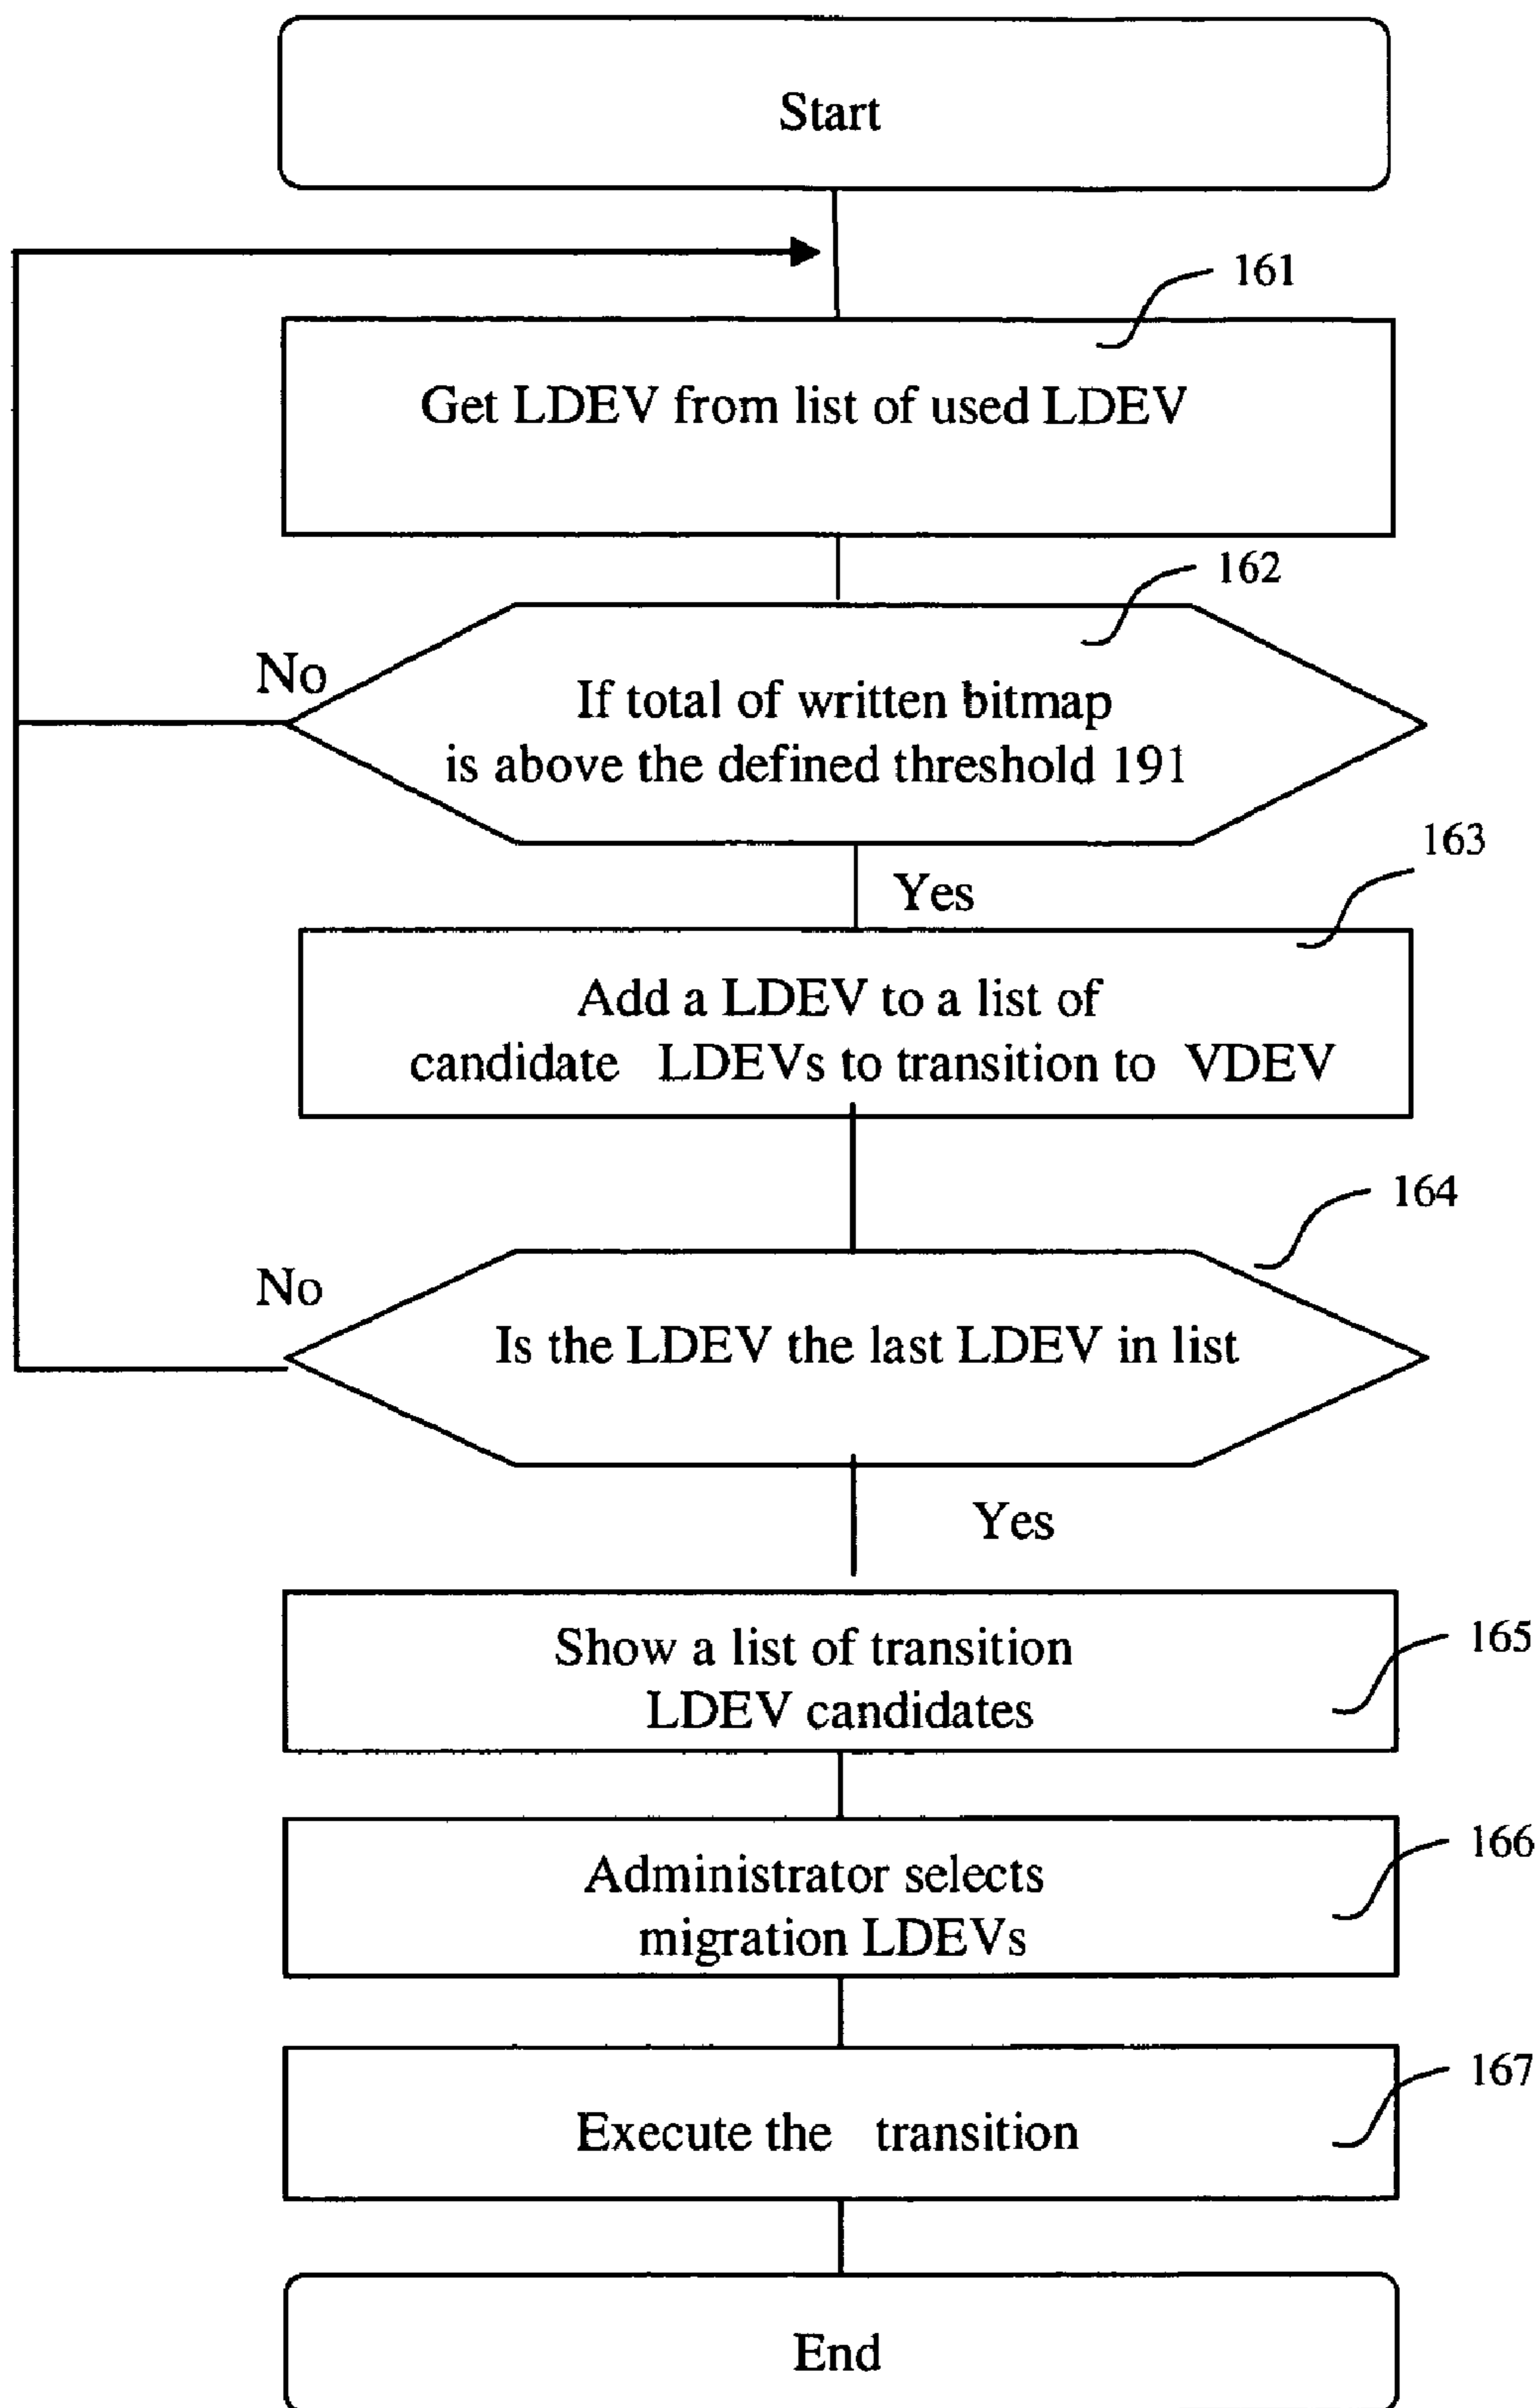 Start
161
Get LDEV from list of used LDEV
162
No
If total of written bitmap
is above the defined threshold 191
163
Yes
Add a LDEV to a list of
candidate LDEVs to transition to VDEV
164
No
Is the LDEV the last LDEV in list
Yes
Show a list of transition
LDEV candidates
165
Administrator selects
migration LDEVs
166
Execute the transition
167
End